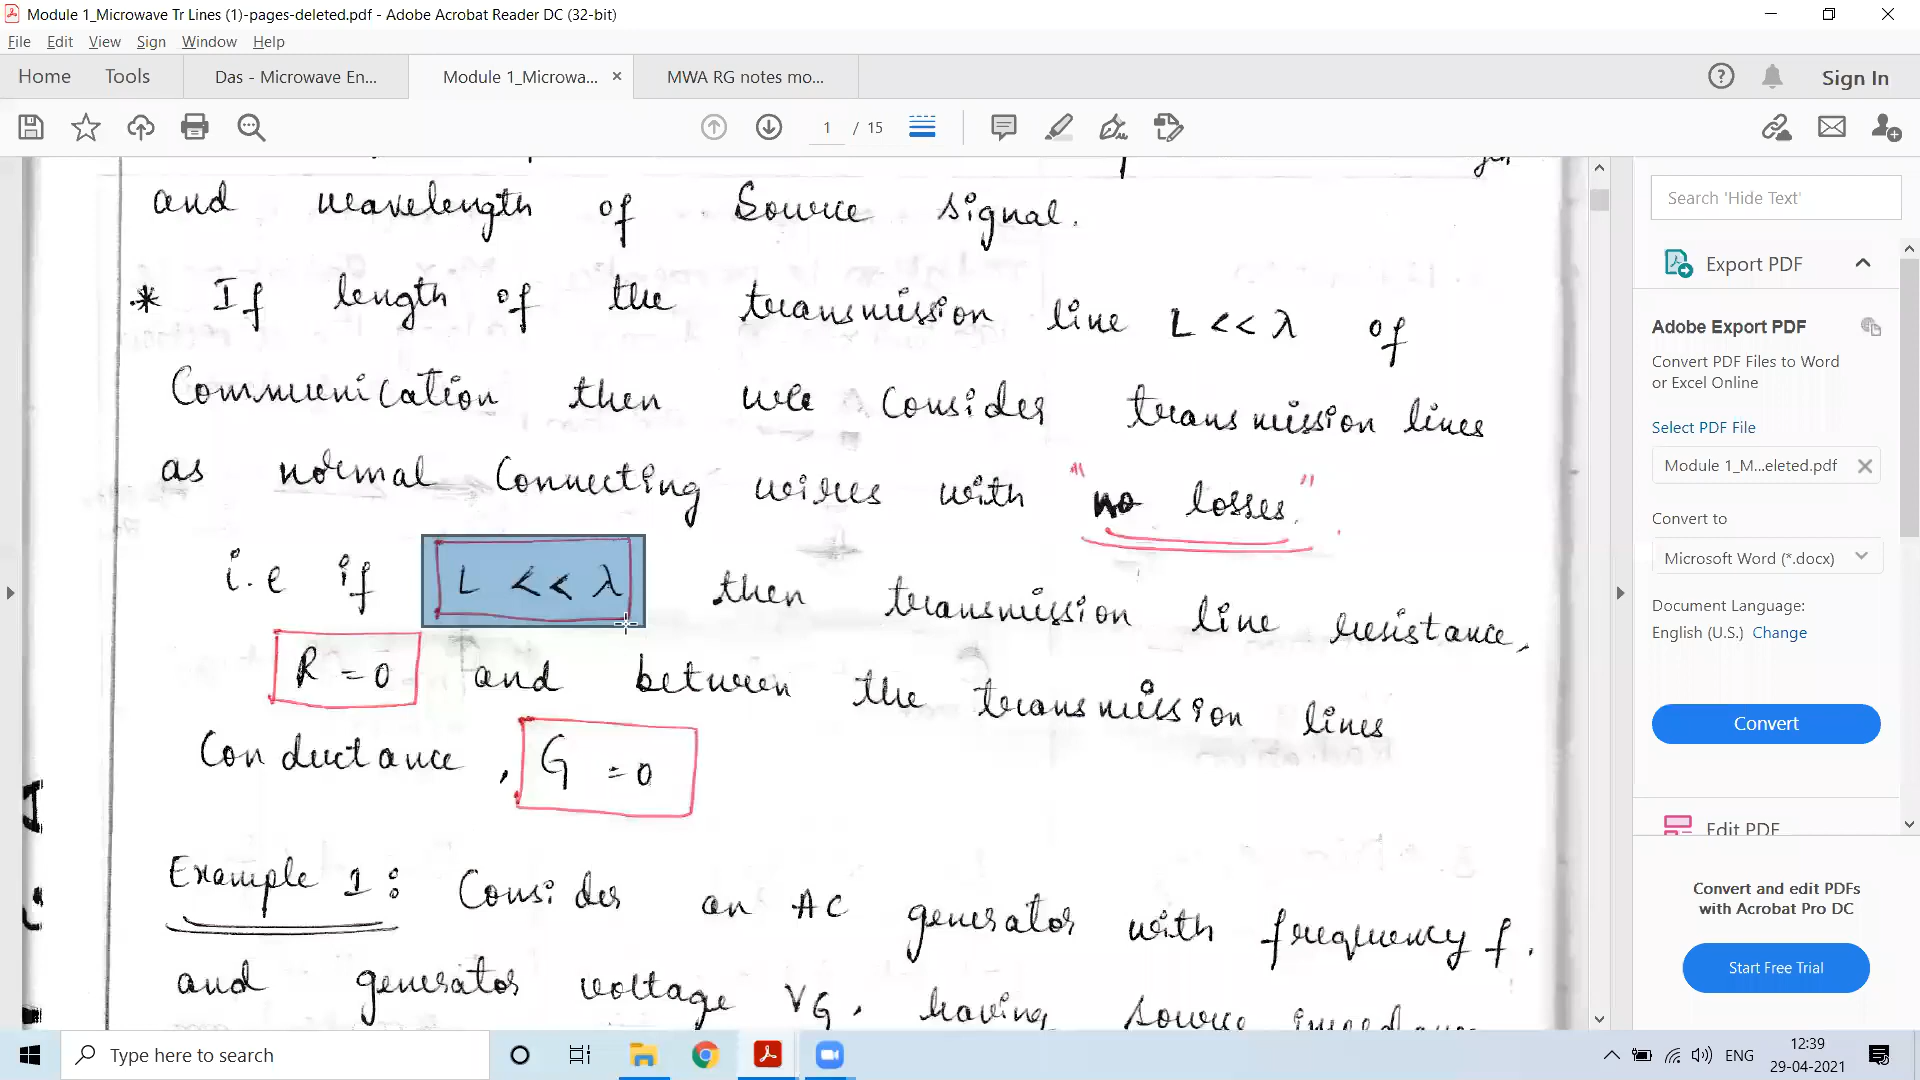 Module 1_Microwave Tr Lines (1)-pages-deleted.pdf - Adobe Acrobat Reader DC (32-bit)
File Edit View Sign Window Help
Home Tools Das - Microwave En... Module 1_Microwa... × MWA RG notes mo... Sign In
1 / 15
and wavelength of Source signal.
* If length of the transmission line L << λ of
Communication then we consider transmission lines
as normal Connecting wires with "no losses."
i.e if L << λ then transmission line resistance,
R = 0 and between the transmission lines
Conductance, G = 0
Example 1: Consider an AC generator with frequency f.
and generator voltage VG, having source impedance
Search 'Hide Text'
Export PDF
Adobe Export PDF
Convert PDF Files to Word
or Excel Online
Select PDF File
Module 1_M...eleted.pdf
Convert to
Microsoft Word (*.docx)
Document Language:
English (U.S.) Change
Convert
Edit PDF
Convert and edit PDFs
with Acrobat Pro DC
Start Free Trial
Type here to search
ENG
12:39
29-04-2021